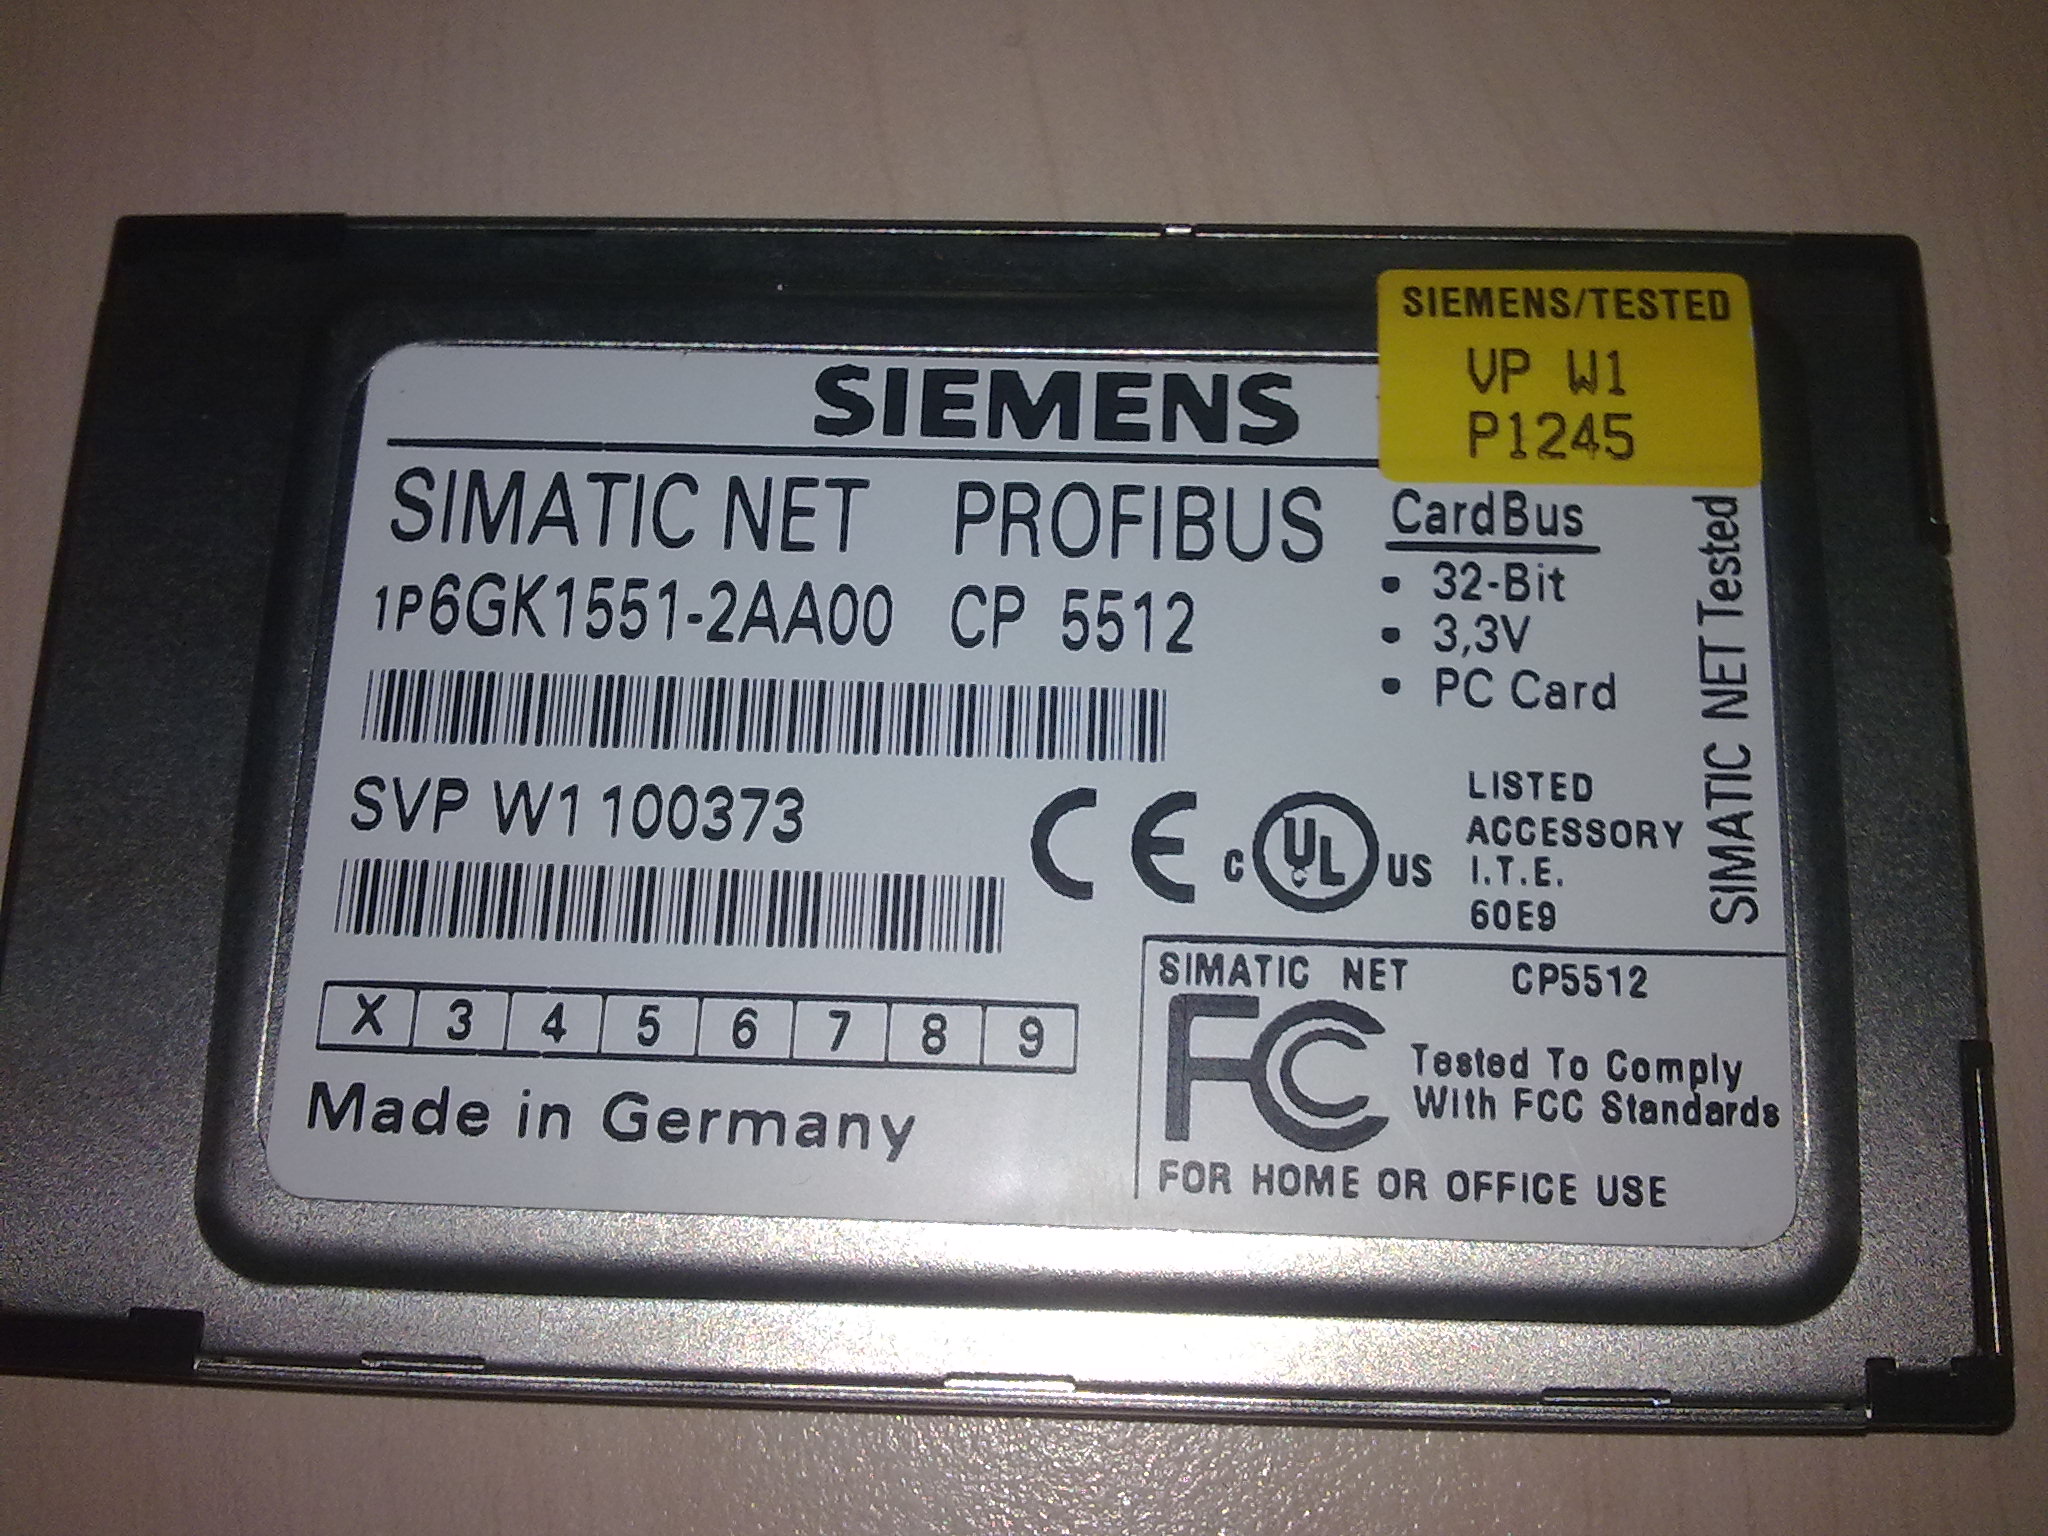 SIEMENS/TESTED
VP W1
P1245
SIEMENS
SIMATIC NET PROFIBUS
1P6GK1551-2AA00 CP 5512
CardBus
• 32-Bit
• 3,3V
• PC Card
SIMATIC NET Tested
SVP W1100373
CE
C UL US
LISTED
ACCESSORY
I.T.E.
60E9
X 3 4 5 6 7 8 9
Made in Germany
SIMATIC NET CP5512
FC
Tested To Comply
With FCC Standards
FOR HOME OR OFFICE USE